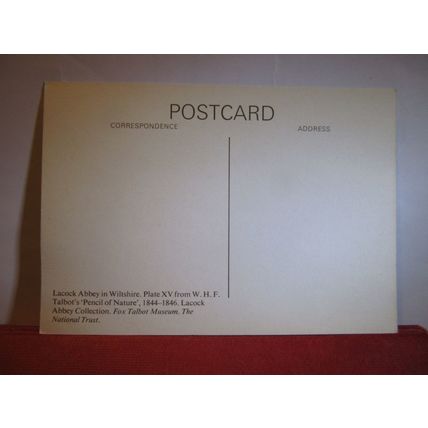 POSTCARD
CORRESPONDENCE
ADDRESS
Lacock Abbey in Wiltshire. Plate XV from W. H. F.
Talbot's 'Pencil of Nature', 1844–1846. Lacock
Abbey Collection. Fox Talbot Museum. The
National Trust.